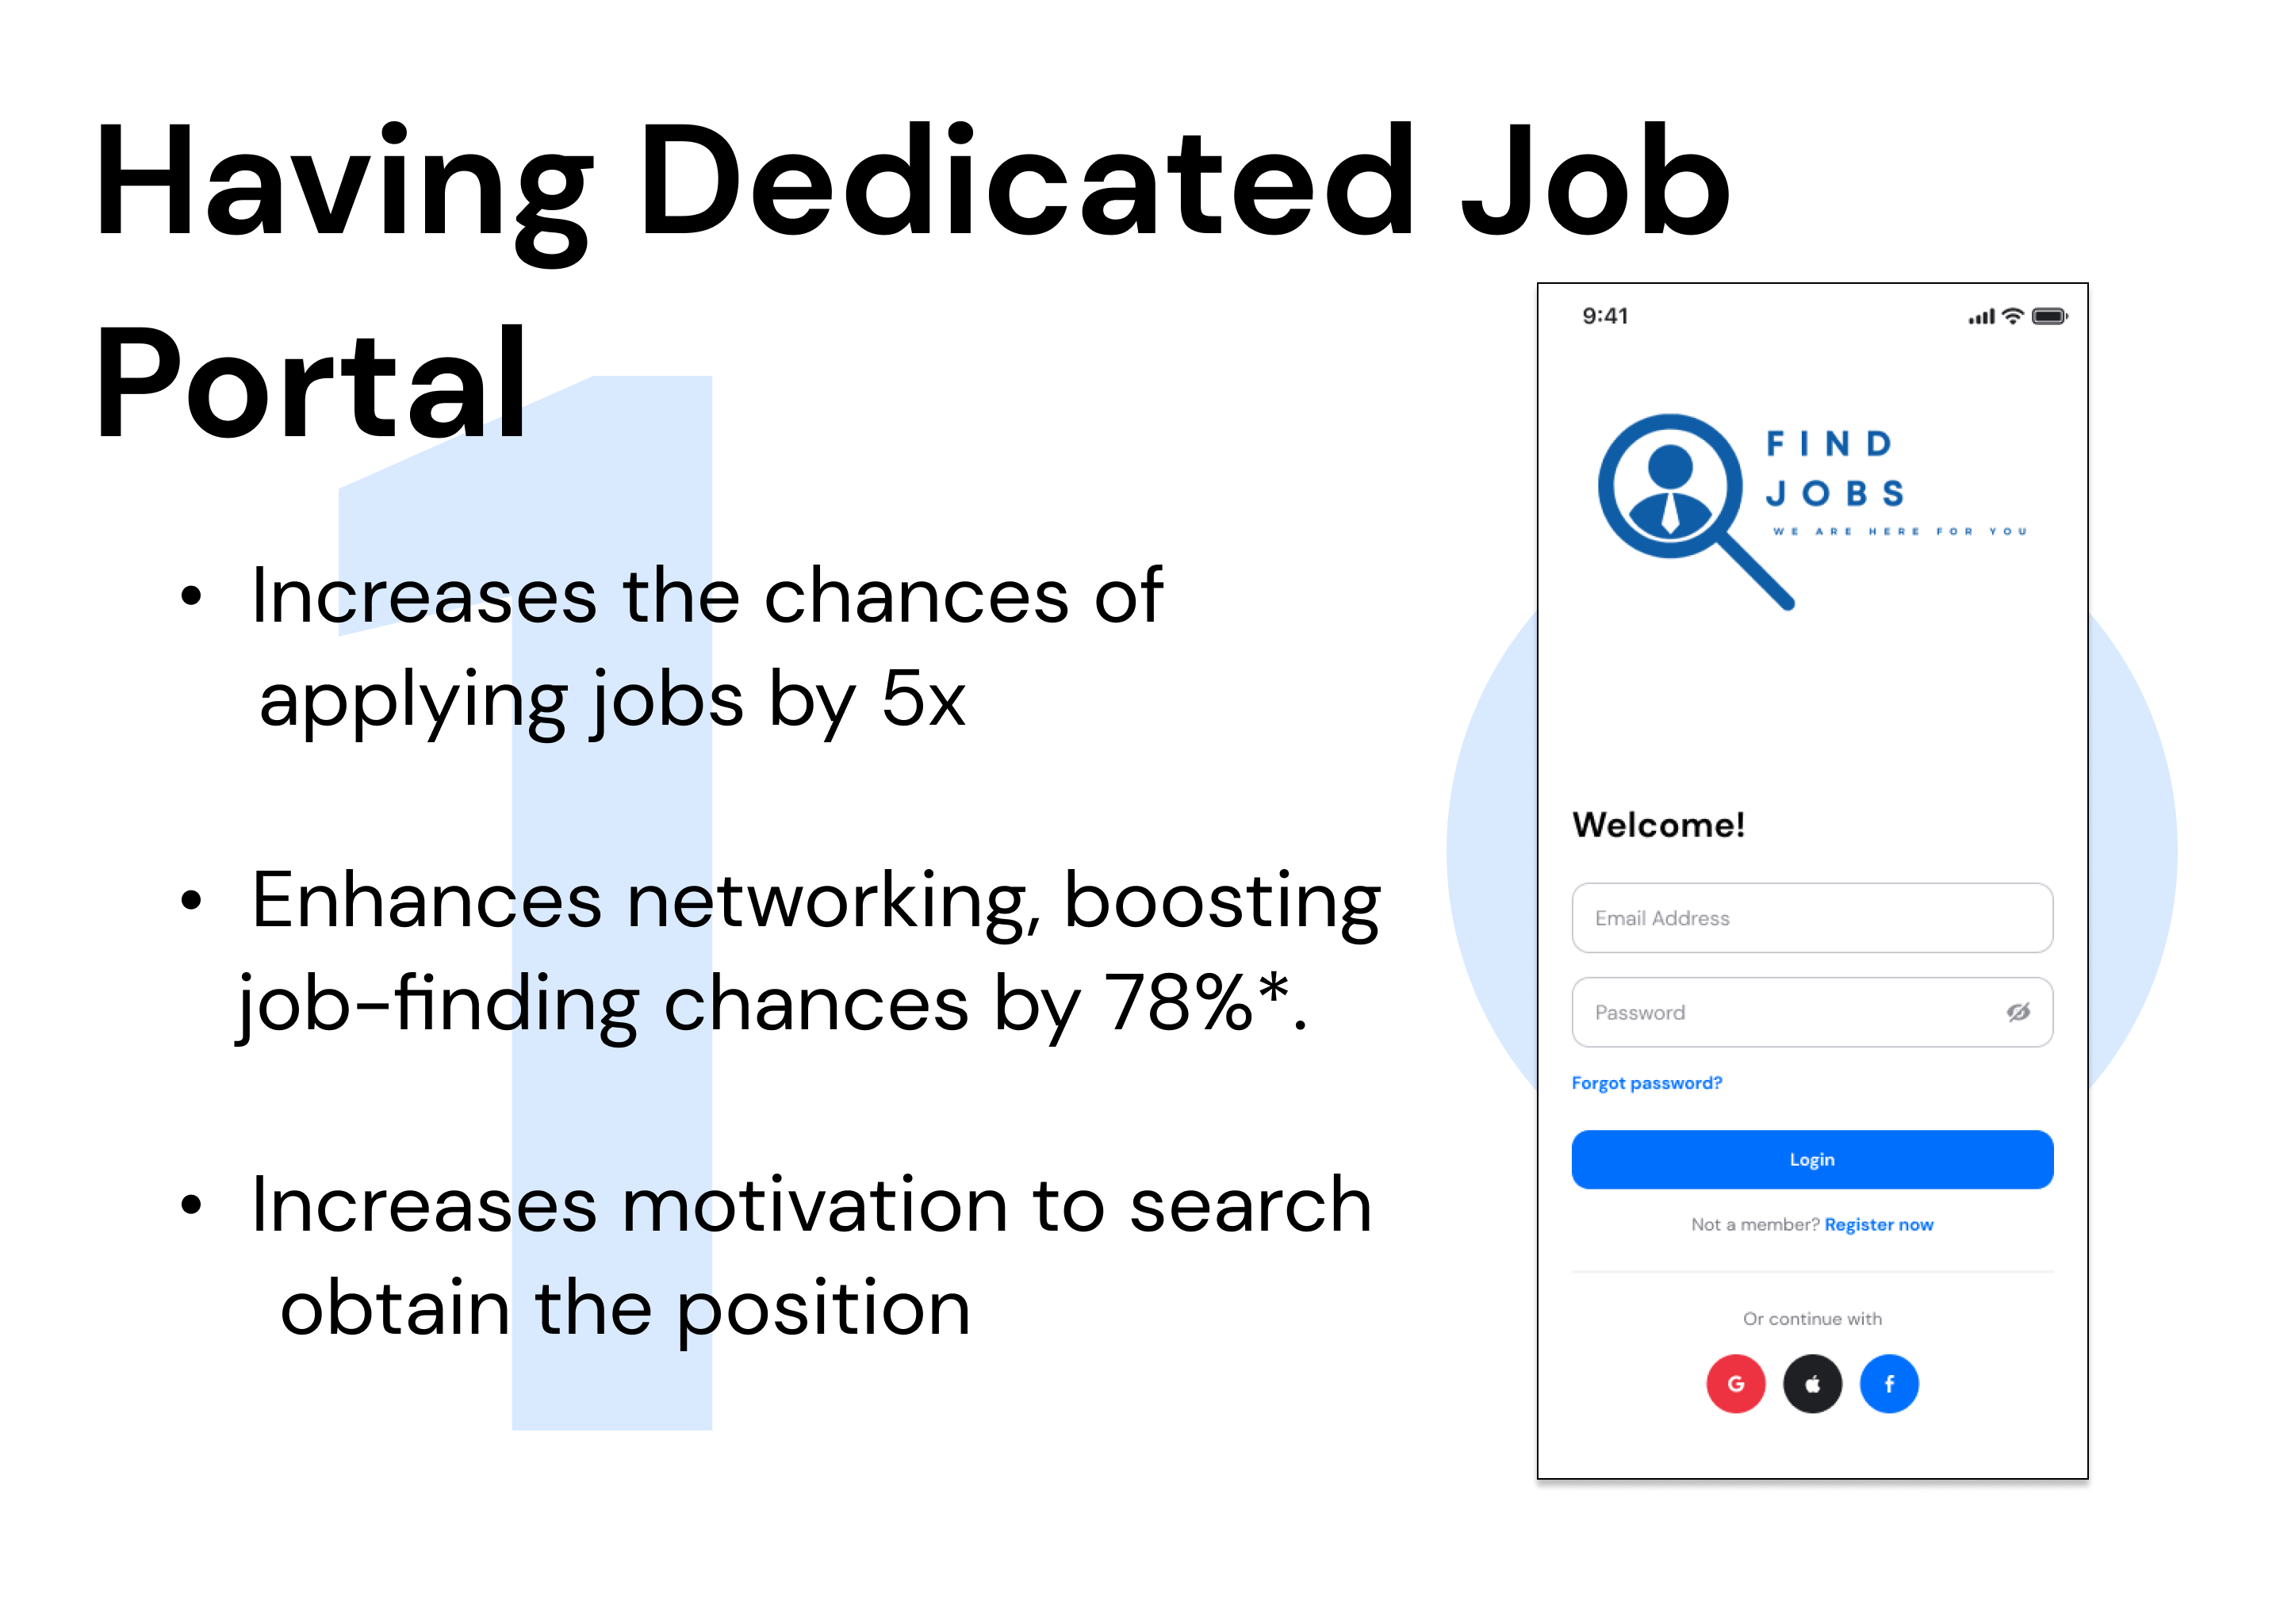 Having Dedicated Job
Portal
1
• Increases the chances of
applying jobs by 5x
• Enhances networking, boosting
job-finding chances by 78%*.
• Increases motivation to search
obtain the position
9:41
FIND
JOBS
WE ARE HERE FOR YOU
Welcome!
Email Address
Password
Forgot password?
Login
Not a member? Register now
Or continue with
G
f